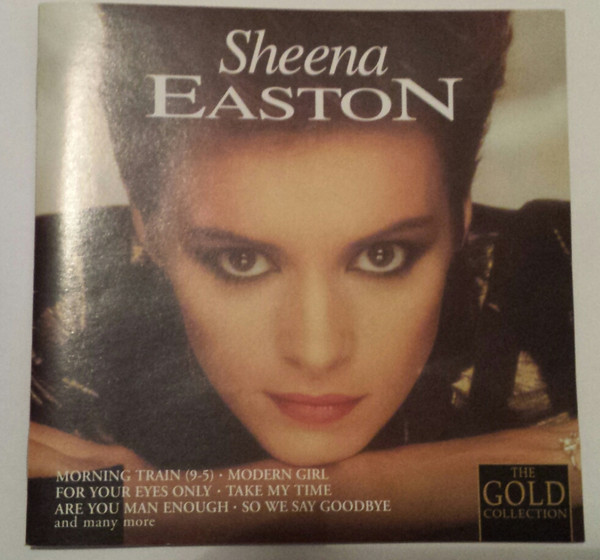 Sheena
EASTON
MORNING TRAIN (9-5) • MODERN GIRL
FOR YOUR EYES ONLY • TAKE MY TIME
ARE YOU MAN ENOUGH • SO WE SAY GOODBYE
and many more
THE
GOLD
COLLECTION